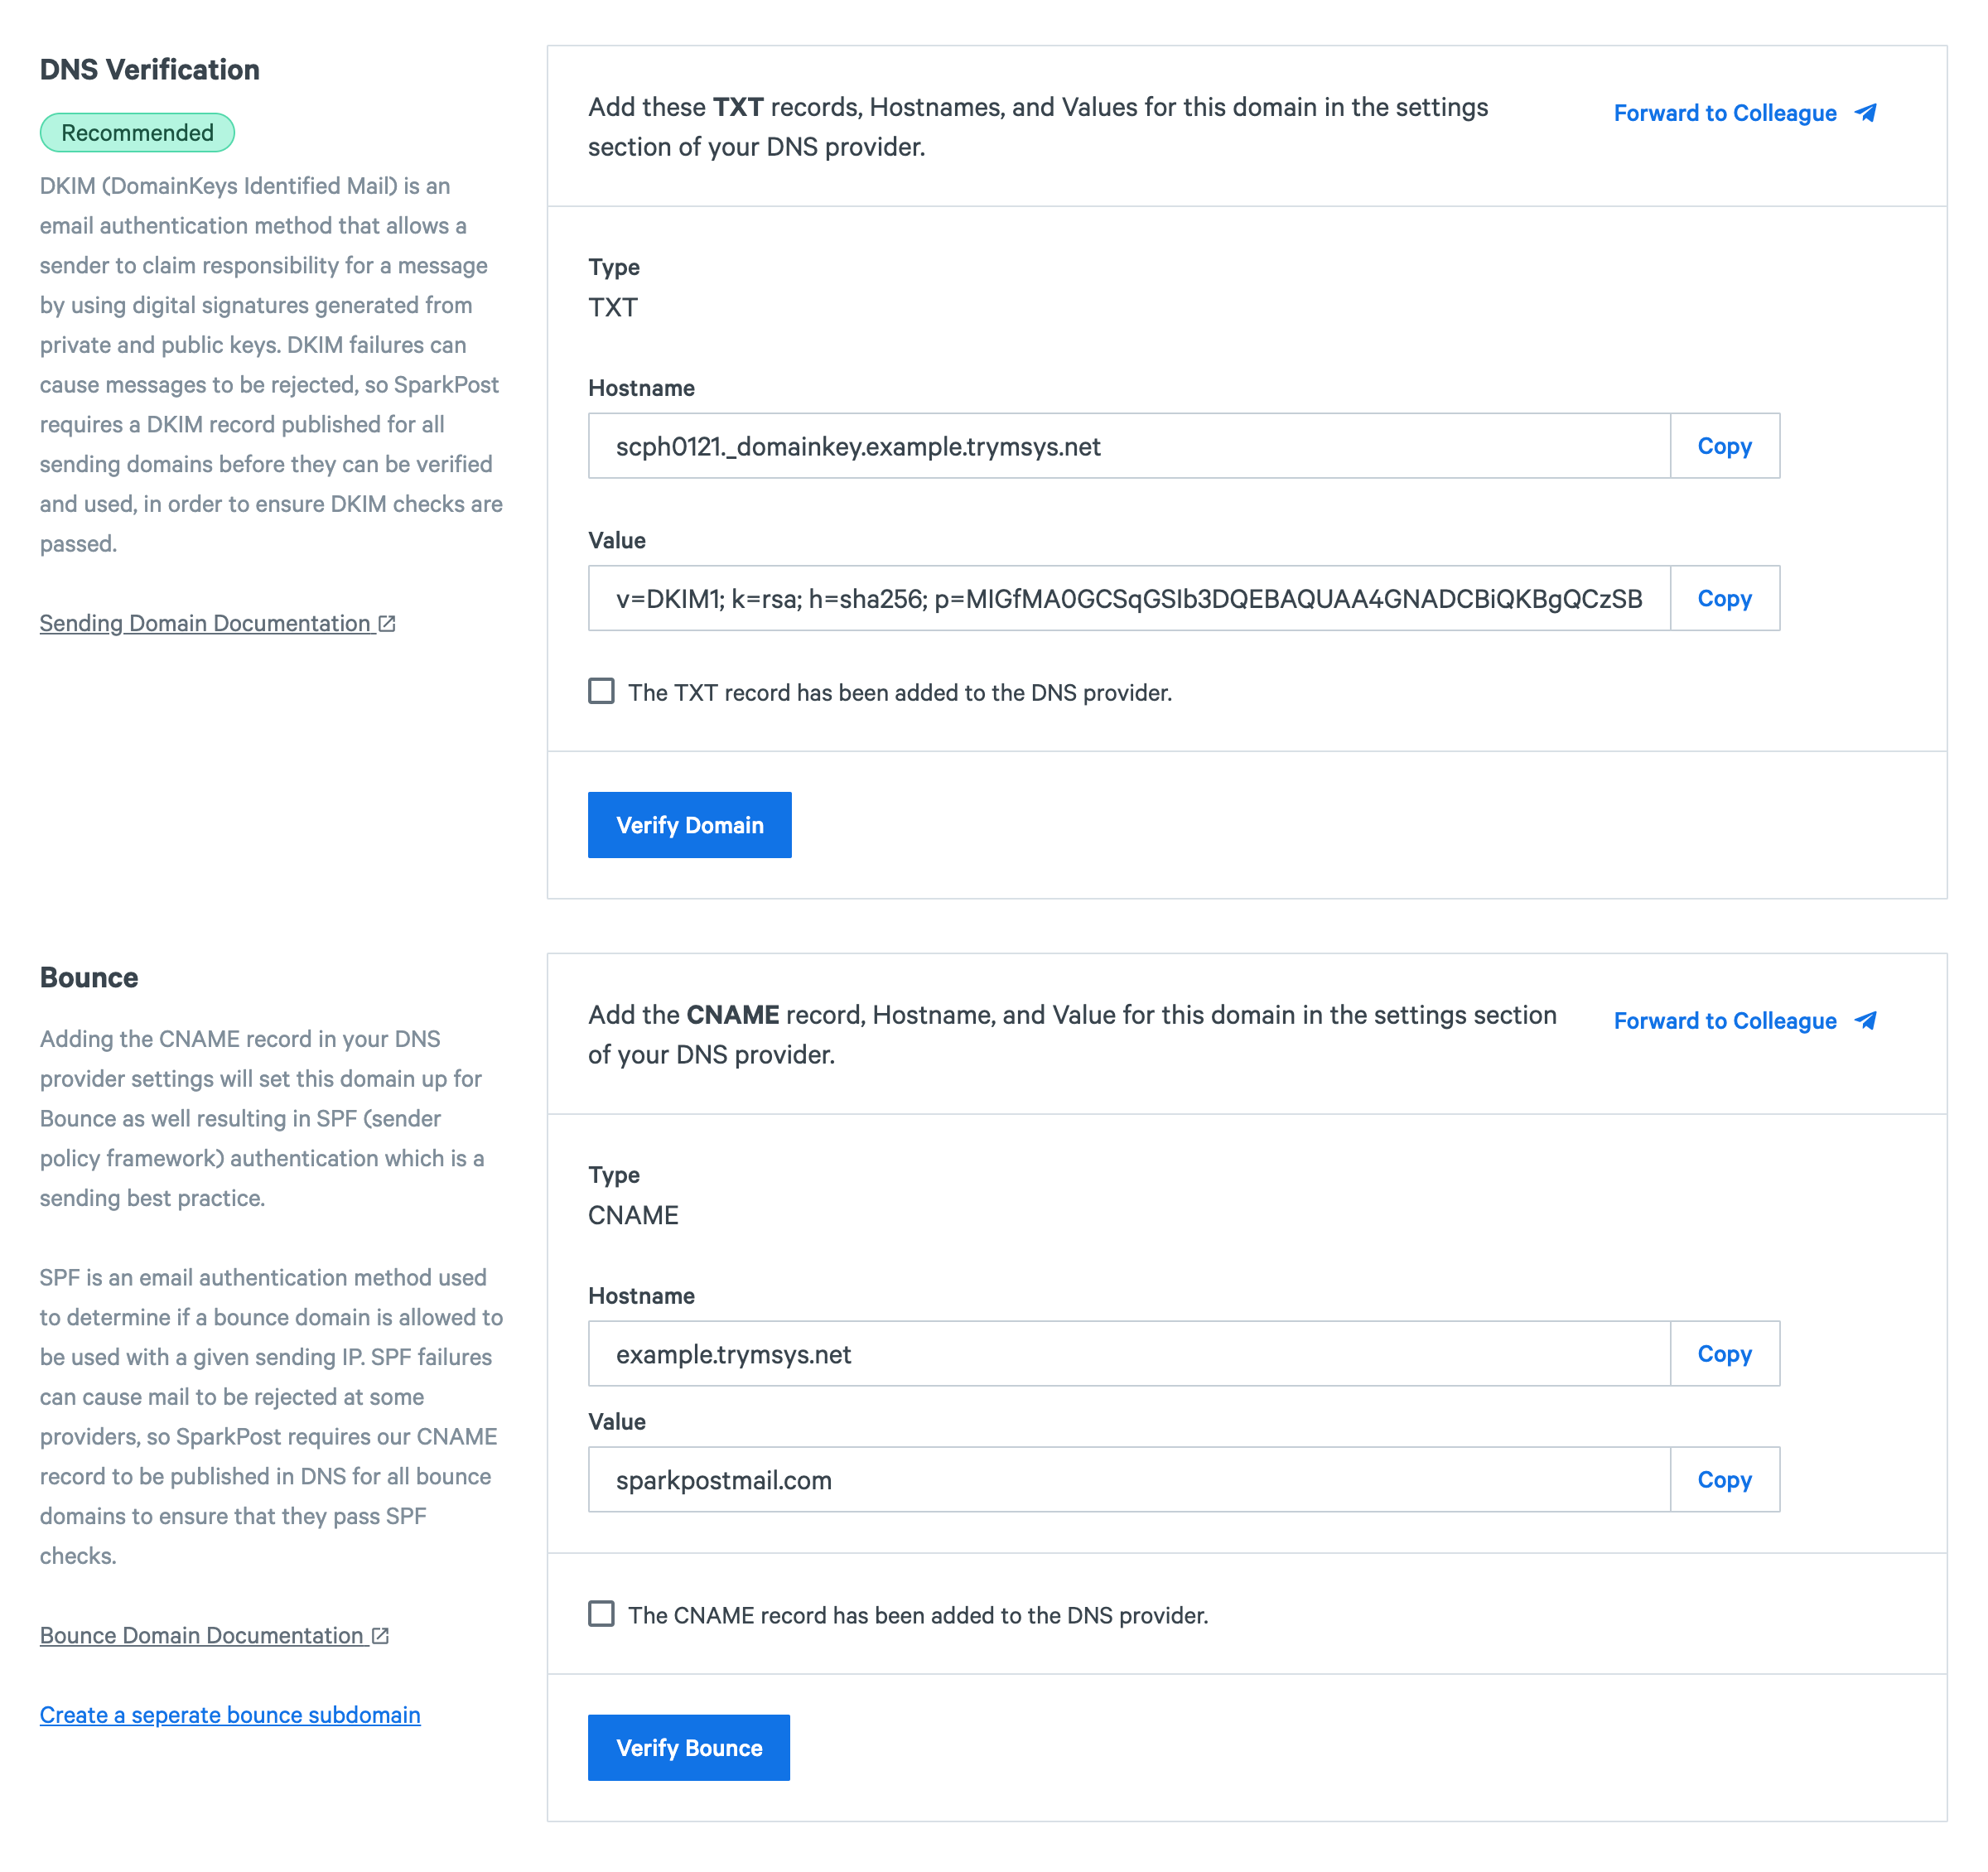 DNS Verification
Recommended
DKIM (DomainKeys Identified Mail) is an
email authentication method that allows a
sender to claim responsibility for a message
by using digital signatures generated from
private and public keys. DKIM failures can
cause messages to be rejected, so SparkPost
requires a DKIM record published for all
sending domains before they can be verified
and used, in order to ensure DKIM checks are
passed.
Sending Domain Documentation
Add these TXT records, Hostnames, and Values for this domain in the settings
section of your DNS provider.
Forward to Colleague
Type
TXT
Hostname
scph0121._domainkey.example.trymsys.net
Copy
Value
v=DKIM1; k=rsa; h=sha256; p=MIGfMA0GCSqGSIb3DQEBAQUAA4GNADCBiQKBgQCzSB
Copy
The TXT record has been added to the DNS provider.
Verify Domain
Bounce
Adding the CNAME record in your DNS
provider settings will set this domain up for
Bounce as well resulting in SPF (sender
policy framework) authentication which is a
sending best practice.
SPF is an email authentication method used
to determine if a bounce domain is allowed to
be used with a given sending IP. SPF failures
can cause mail to be rejected at some
providers, so SparkPost requires our CNAME
record to be published in DNS for all bounce
domains to ensure that they pass SPF
checks.
Bounce Domain Documentation
Create a seperate bounce subdomain
Add the CNAME record, Hostname, and Value for this domain in the settings section
of your DNS provider.
Forward to Colleague
Type
CNAME
Hostname
example.trymsys.net
Copy
Value
sparkpostmail.com
Copy
The CNAME record has been added to the DNS provider.
Verify Bounce